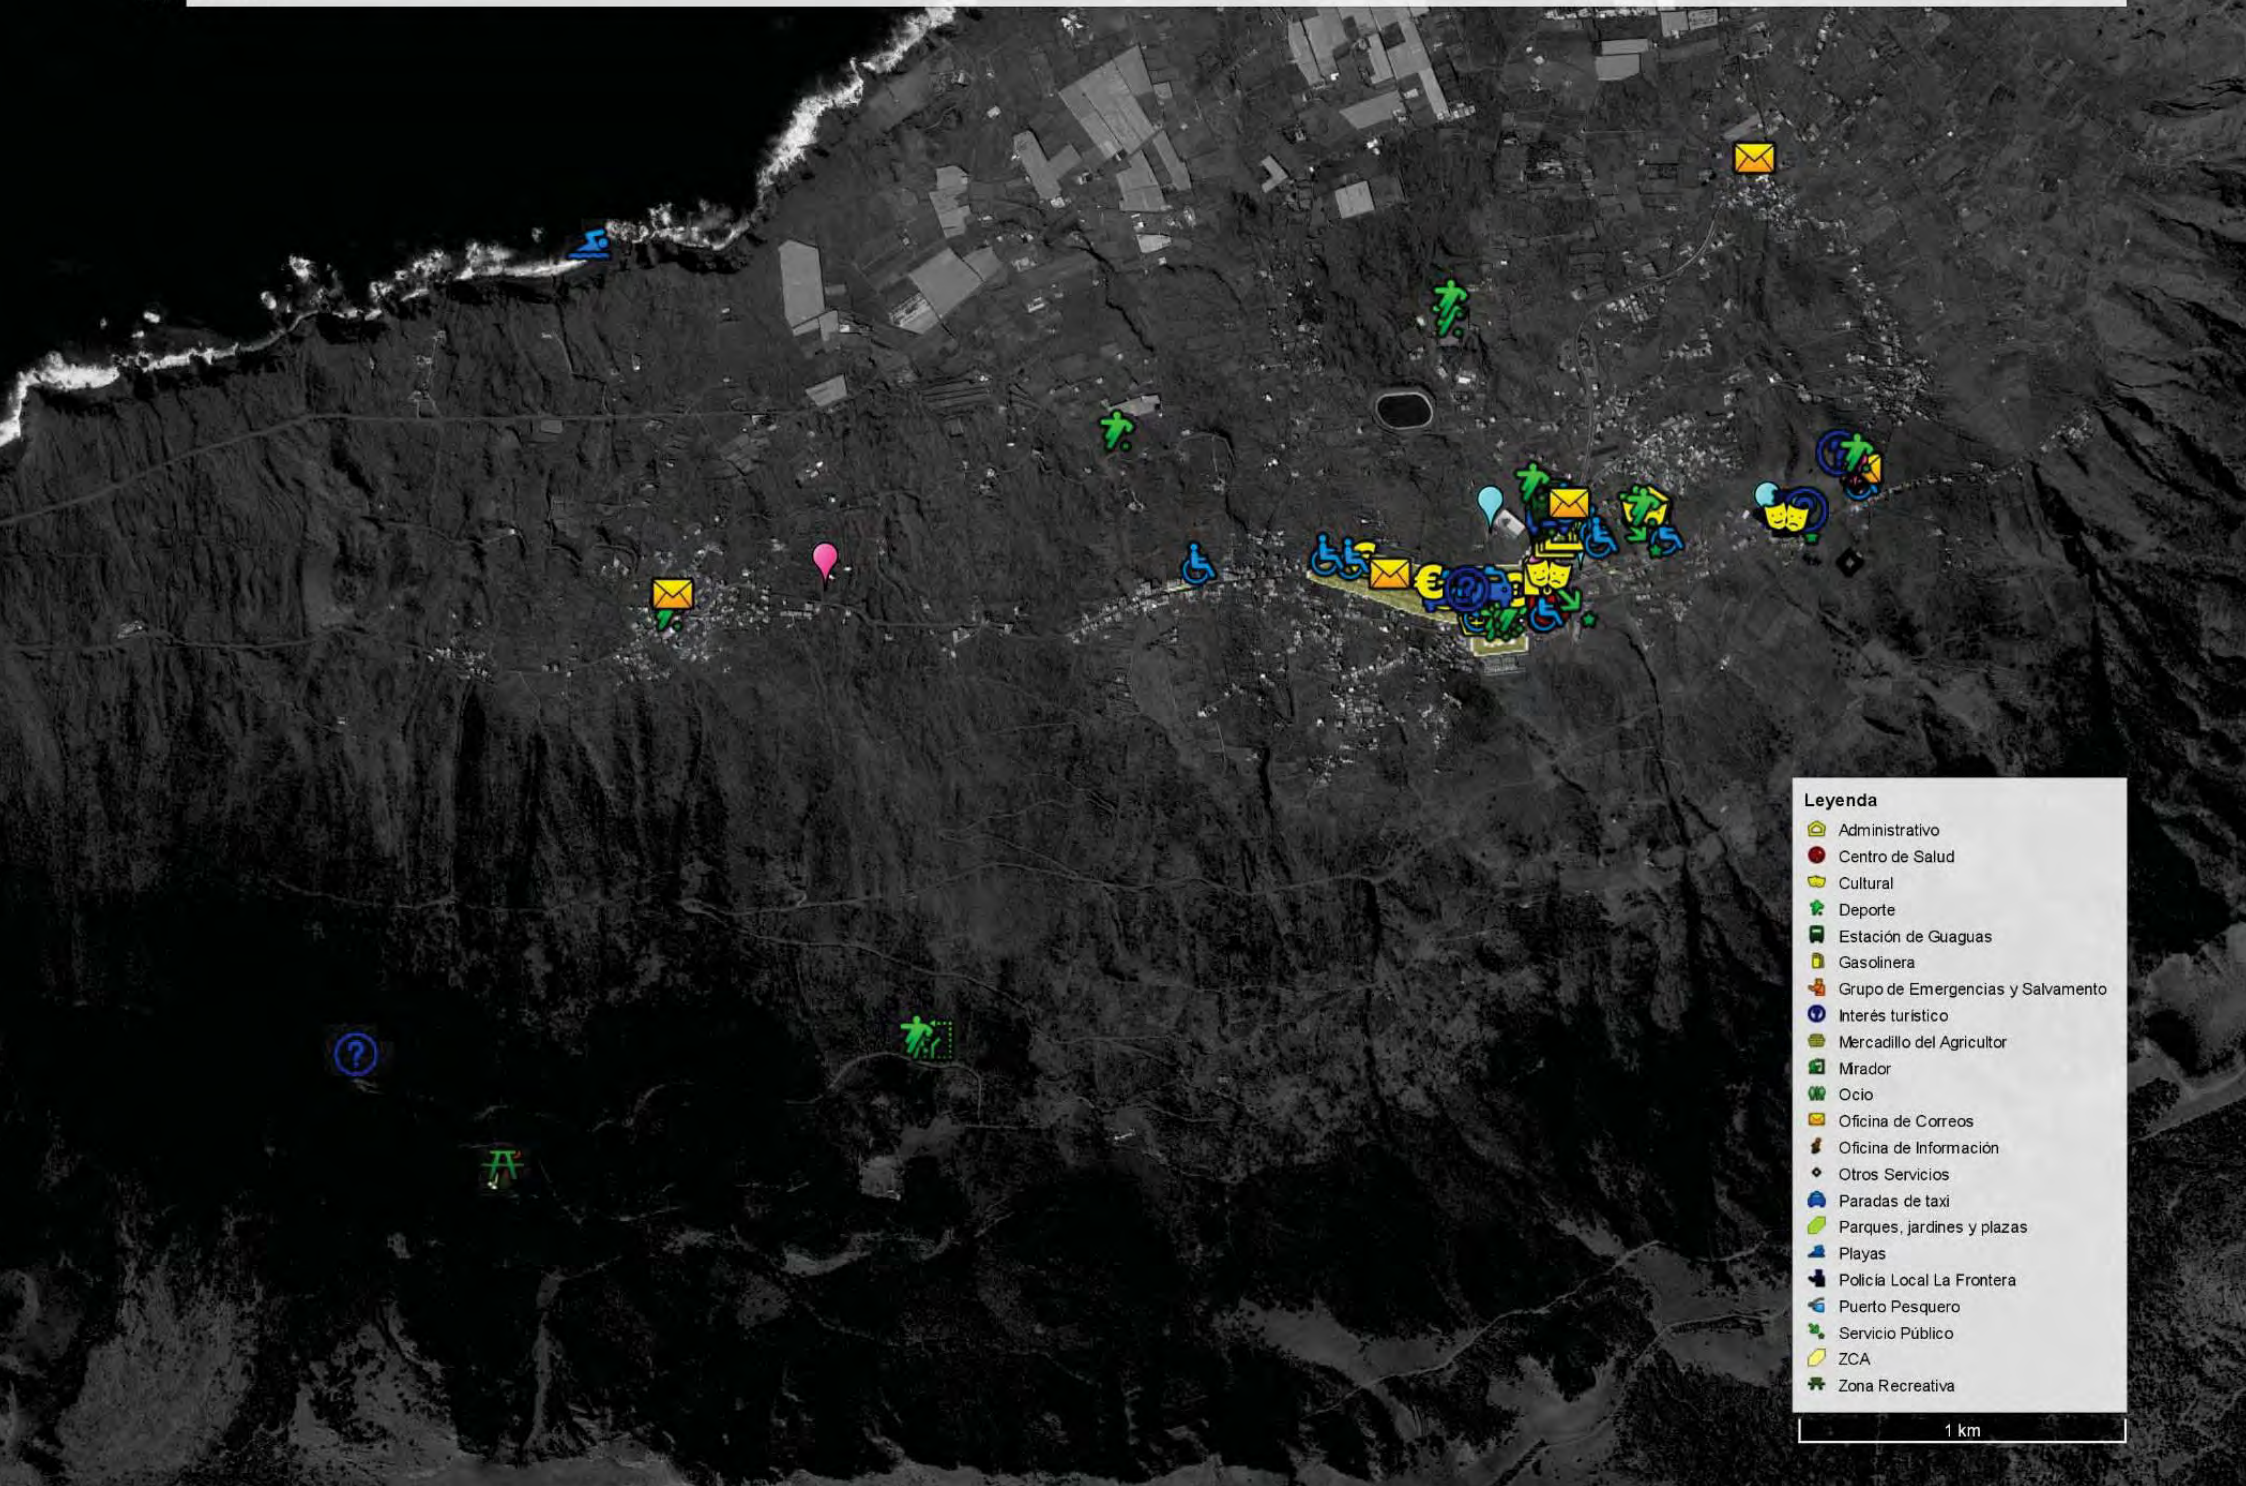 Leyenda
Administrativo
Centro de Salud
Cultural
Deporte
Estación de Guaguas
Gasolinera
Grupo de Emergencias y Salvamento
Interés turístico
Mercadillo del Agricultor
Mirador
Ocio
Oficina de Correos
Oficina de Información
Otros Servicios
Paradas de taxi
Parques, jardines y plazas
Playas
Policía Local La Frontera
Puerto Pesquero
Servicio Público
ZCA
Zona Recreativa
1 km